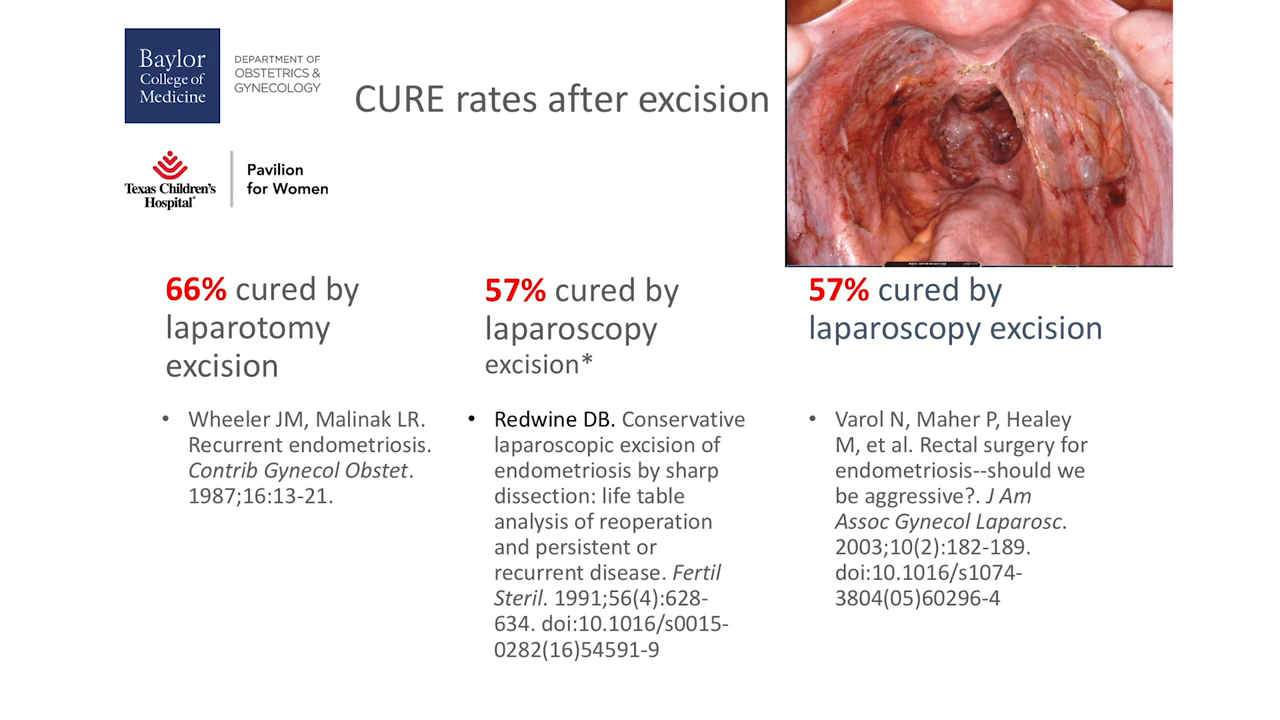 Baylor
College of
Medicine
DEPARTMENT OF
OBSTETRICS &
GYNECOLOGY
CURE rates after excision
Texas Children's
Hospital®
Pavilion
for Women
66% cured by
laparotomy
excision
• Wheeler JM, Malinak LR.
Recurrent endometriosis.
Contrib Gynecol Obstet.
1987;16:13-21.
57% cured by
laparoscopy
excision*
• Redwine DB. Conservative
laparoscopic excision of
endometriosis by sharp
dissection: life table
analysis of reoperation
and persistent or
recurrent disease. Fertil
Steril. 1991;56(4):628-
634. doi:10.1016/s0015-
0282(16)54591-9
57% cured by
laparoscopy excision
• Varol N, Maher P, Healey
M, et al. Rectal surgery for
endometriosis--should we
be aggressive?. J Am
Assoc Gynecol Laparosc.
2003;10(2):182-189.
doi:10.1016/s1074-
3804(05)60296-4